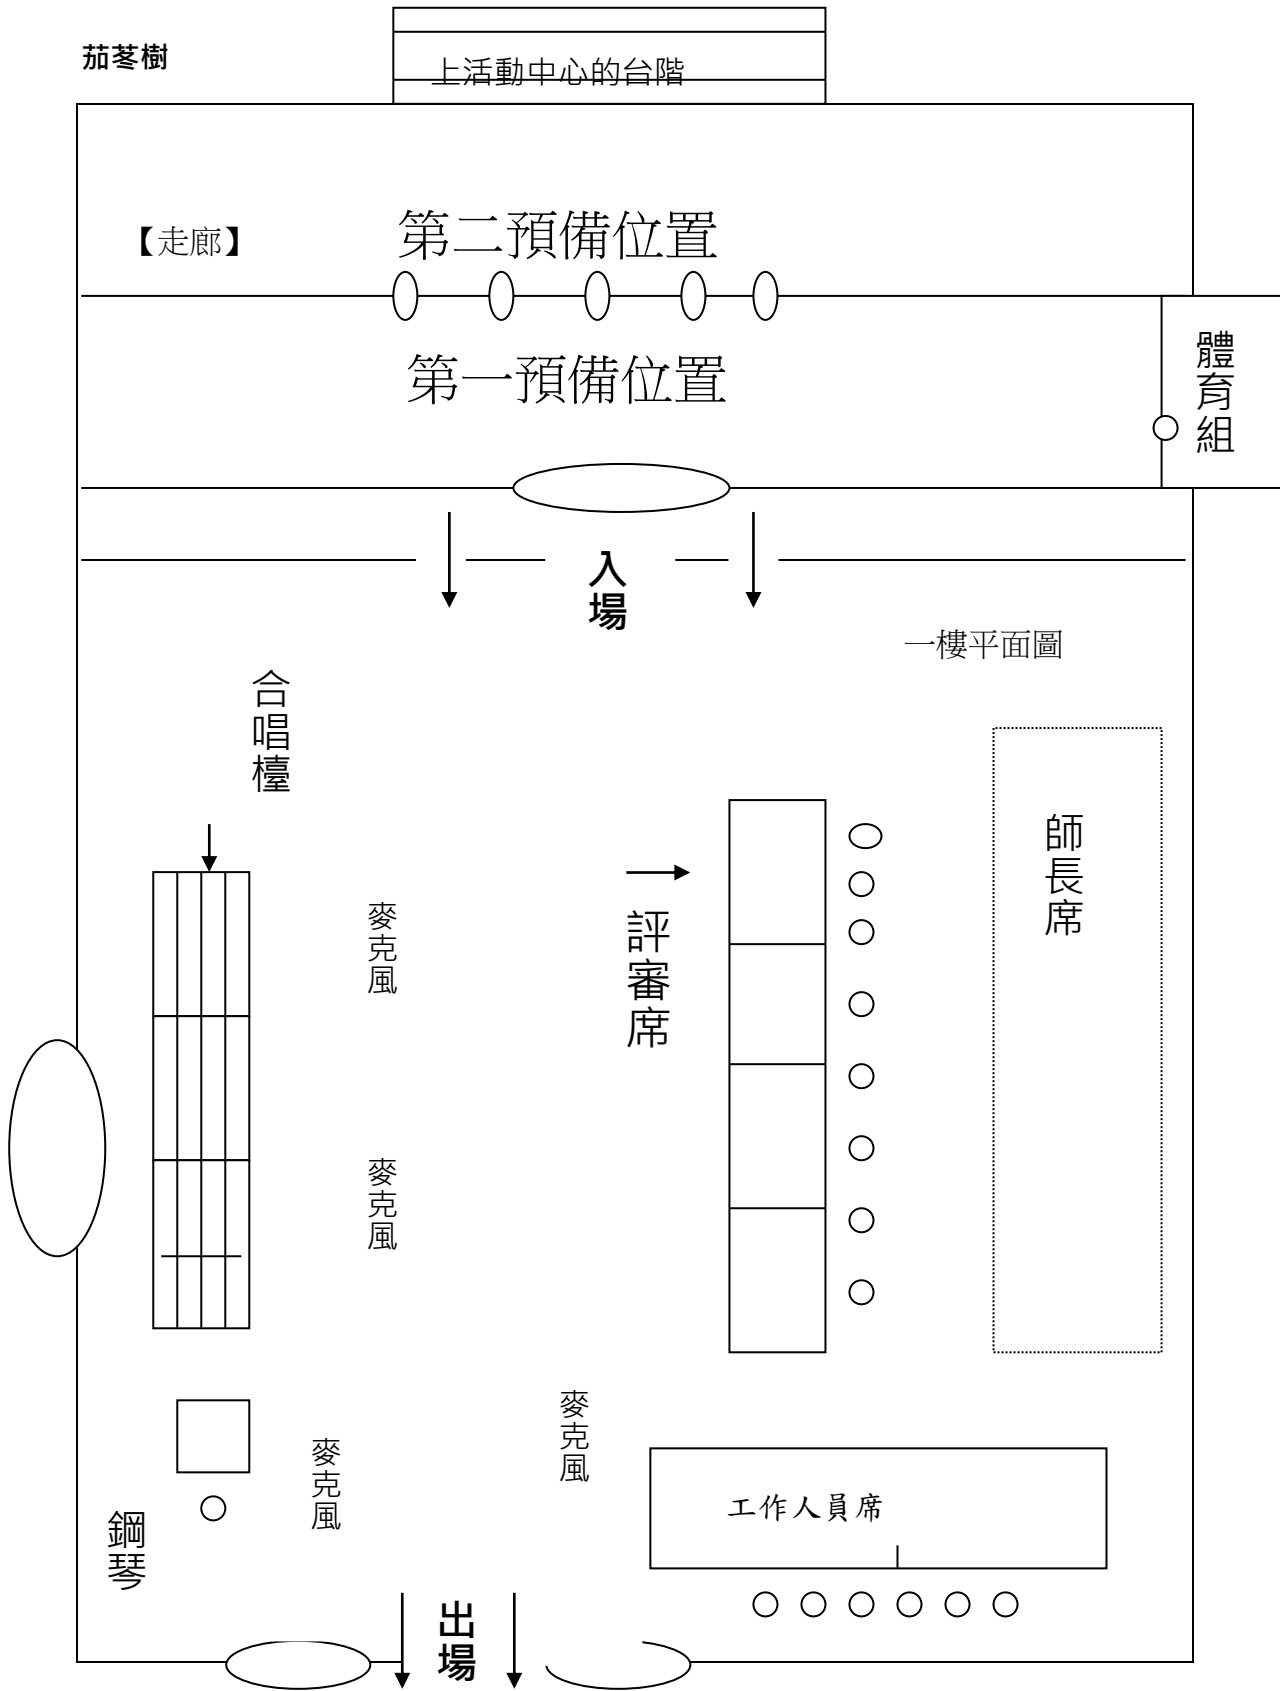 茄苳樹
上活動中心的台階
【走廊】
第二預備位置
第一預備位置
體育組
入場
一樓平面圖
合唱檯
師長席
麥克風
評審席
麥克風
麥克風
麥克風
工作人員席
鋼琴
出場